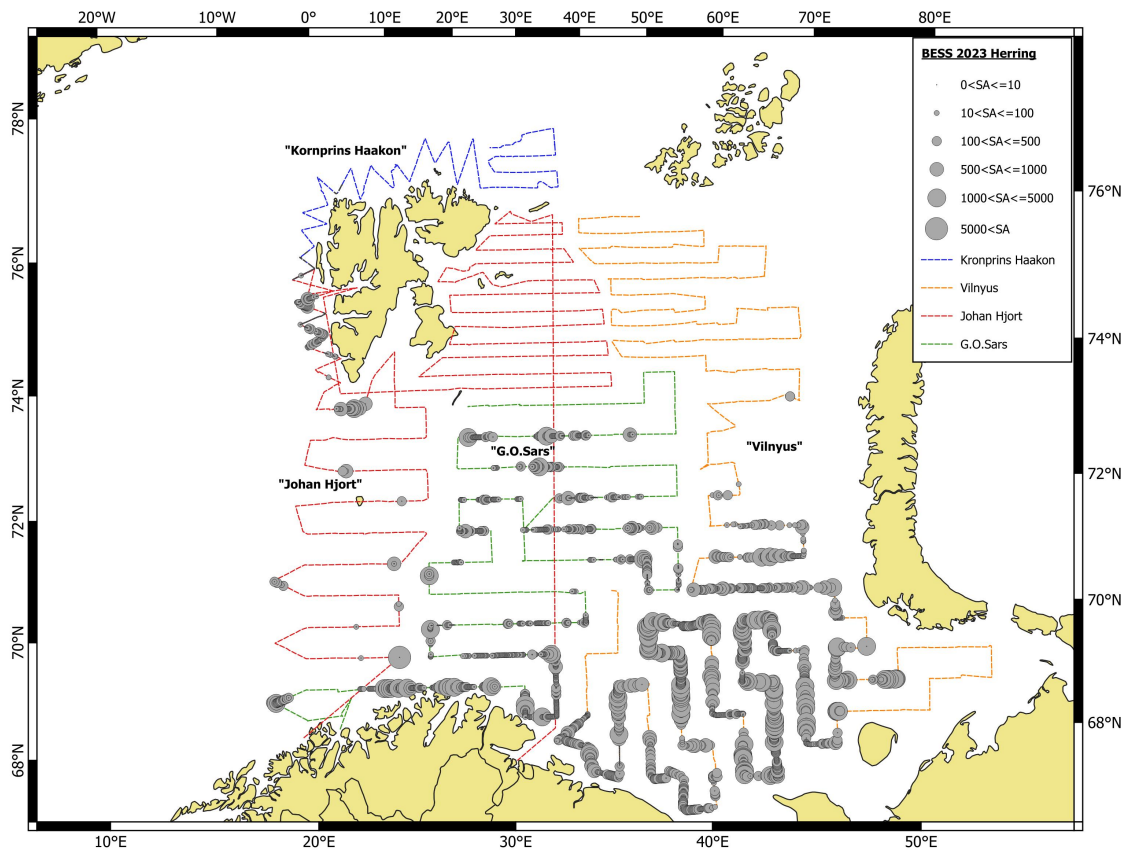 20°W 10°W 0° 10°E 20°E 30°E 40°E 50°E 60°E 70°E 80°E
BESS 2023 Herring
0<SA<=10
10<SA<=100
100<SA<=500
500<SA<=1000
1000<SA<=5000
5000<SA
Kronprins Haakon
Vilnyus
Johan Hjort
G.O.Sars
"Kornprins Haakon"
"G.O.Sars"
"Vilnyus"
"Johan Hjort"
78°N
76°N
74°N
72°N
70°N
68°N
76°N
74°N
72°N
70°N
68°N
10°E 20°E 30°E 40°E 50°E